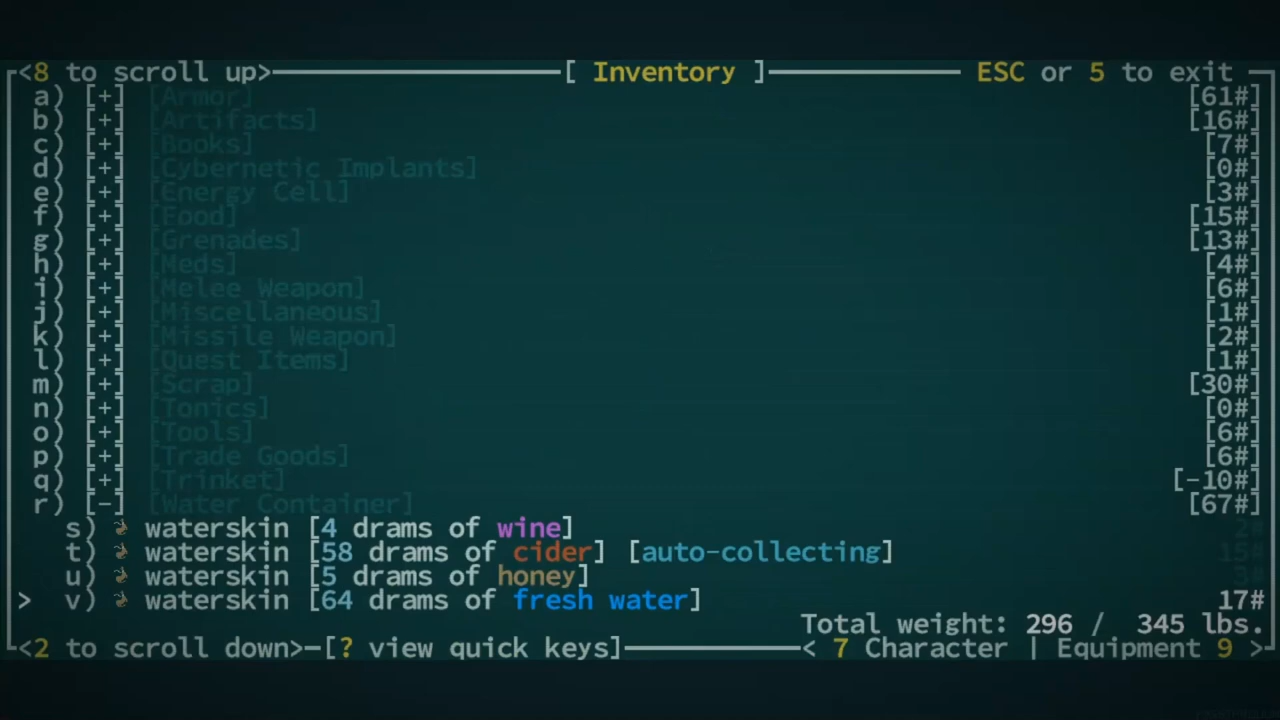 <8 to scroll up> [ Inventory ] ESC or 5 to exit
a) [+] [Armor] [61#]
b) [+] [Artifacts] [16#]
c) [+] [Books] [7#]
d) [+] [Cybernetic Implants] [0#]
e) [+] [Energy Cell] [3#]
f) [+] [Food] [15#]
g) [+] [Grenades] [13#]
h) [+] [Meds] [4#]
i) [+] [Melee Weapon] [6#]
j) [+] [Miscellaneous] [1#]
k) [+] [Missile Weapon] [2#]
l) [+] [Quest Items] [1#]
m) [+] [Scrap] [30#]
n) [+] [Tonics] [0#]
o) [+] [Tools] [6#]
p) [+] [Trade Goods] [6#]
q) [+] [Trinket] [-10#]
r) [-] [Water Container] [67#]
s) waterskin [4 drams of wine] 2#
t) waterskin [58 drams of cider] [auto-collecting] 15#
u) waterskin [5 drams of honey]
> v) waterskin [64 drams of fresh water] 17#
Total weight: 296 / 345 lbs.
<2 to scroll down> [? view quick keys] < 7 Character | Equipment 9 >